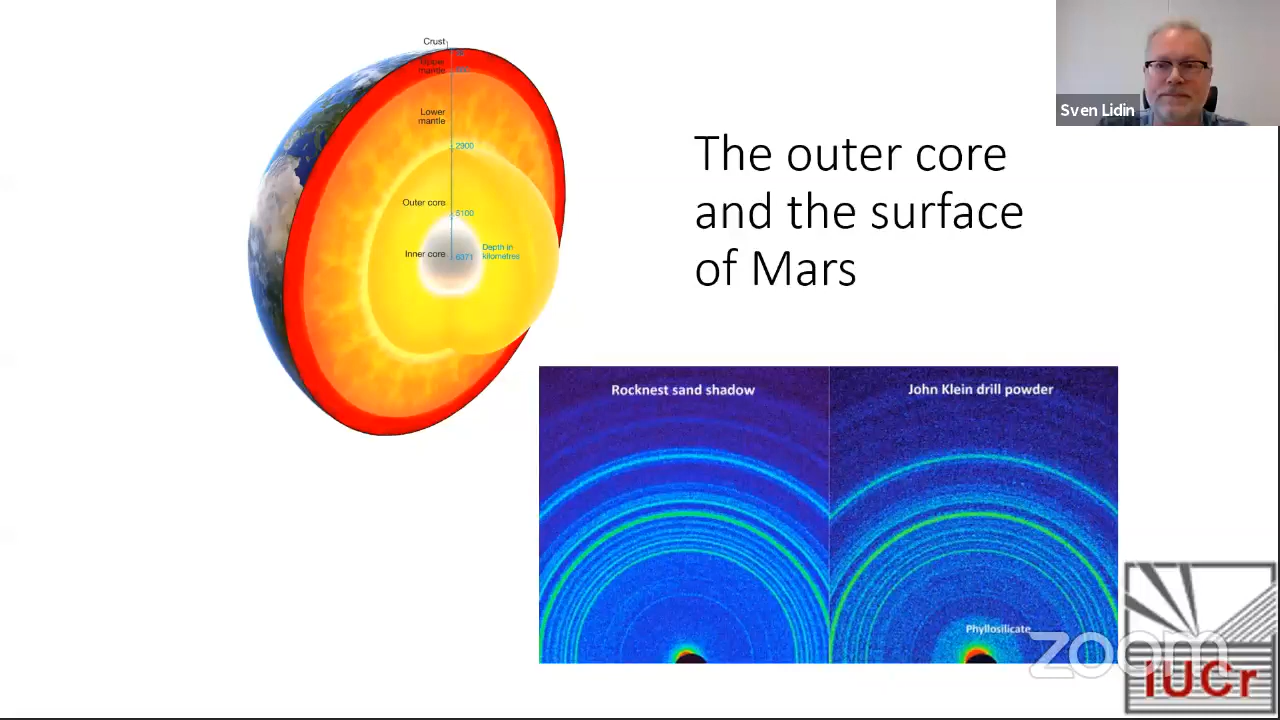 Crust
Upper
mantle
Lower
mantle
2900
Outer core
5100
Inner core
6371
Depth in
kilometres
Sven Lidin
The outer core
and the surface
of Mars
Rocknest sand shadow
John Klein drill powder
Phyllosilicate
zoom
IUCr